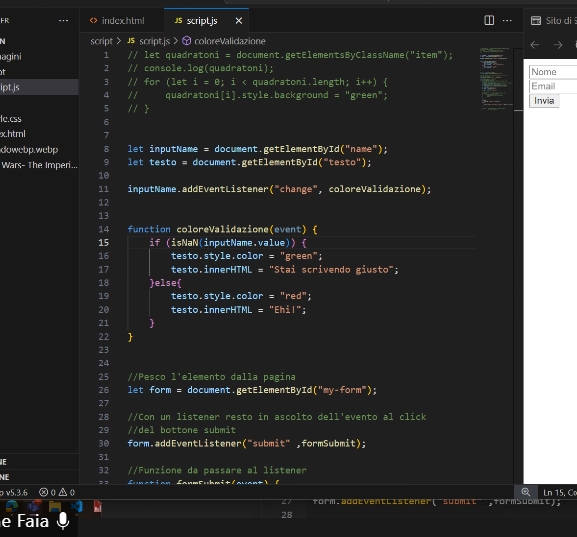 ER
···
<> index.html
JS script.js ×
···
Sito di S
N
script > JS script.js > coloreValidazione
agini
pt
ipt.js
le.css
ex.html
dowebp.webp
Wars- The Imperi...
1 // let quadratoni = document.getElementsByClassName("item");
2 // console.log(quadratoni);
3 // for (let i = 0; i < quadratoni.length; i++) {
4 //     quadratoni[i].style.background = "green";
5 // }
6
7
8 let inputName = document.getElementById("name");
9 let testo = document.getElementById("testo");
10
11 inputName.addEventListener("change", coloreValidazione);
12
13
14 function coloreValidazione(event) {
15     if (isNaN(inputName.value)) {
16         testo.style.color = "green";
17         testo.innerHTML = "Stai scrivendo giusto";
18     }else{
19         testo.style.color = "red";
20         testo.innerHTML = "Ehi!";
21     }
22 }
23
24
25 //Pesco l'elemento dalla pagina
26 let form = document.getElementById("my-form");
27
28 //Con un listener resto in ascolto dell'evento al click
29 //del bottone submit
30 form.addEventListener("submit" ,formSubmit);
31
32 //Funzione da passare al listener
33 function formSubmit(event) {
Nome
Email
Invia
NE
NE
p v5.3.6 0 0
Ln 15, Co
27 form.addEventListener("submit" ,formSubmit);
28
e Faia